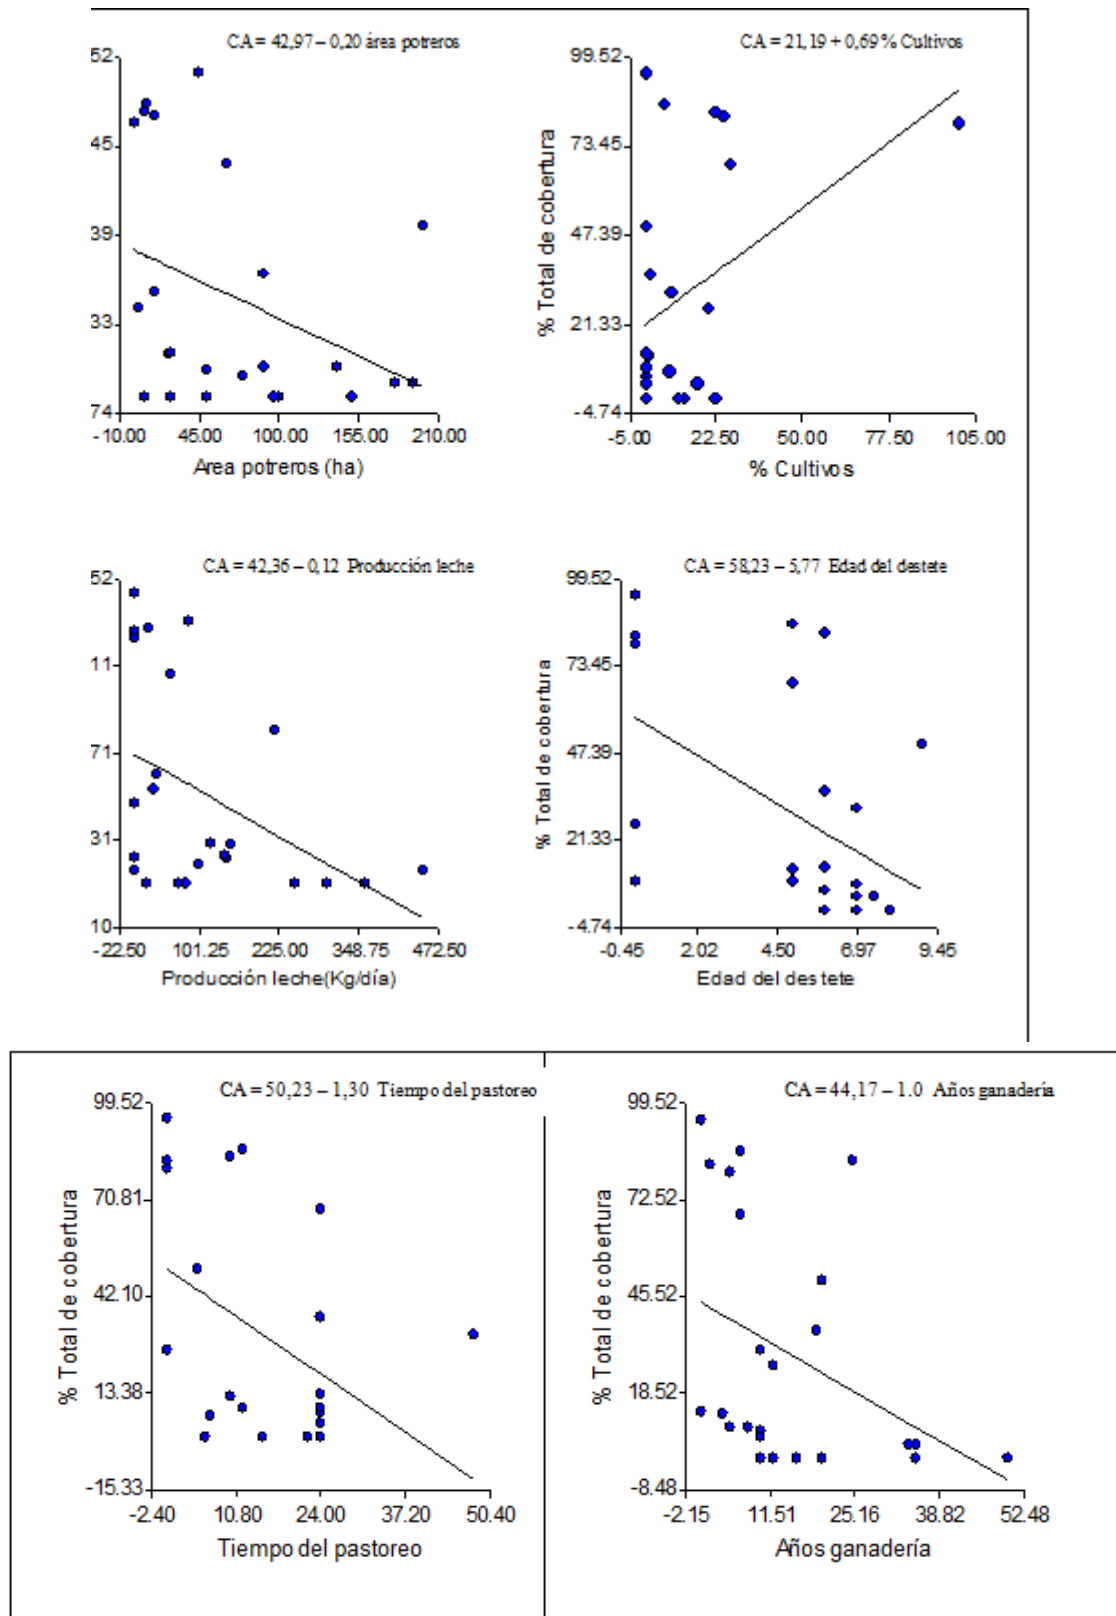 CA = 42,97 – 0,20 área potreros
52
45
39
33
74
-10.00 45.00 100.00 155.00 210.00
Area potreros (ha)
CA = 21,19 + 0,69 % Cultivos
% Total de cobertura
99.52
73.45
47.39
21.33
-4.74
-5.00 22.50 50.00 77.50 105.00
% Cultivos
CA = 42,36 – 0,12 Producción leche
52
11
71
31
10
-22.50 101.25 225.00 348.75 472.50
Producción leche(Kg/día)
CA = 58,23 – 5,77 Edad del destete
% Total de cobertura
99.52
73.45
47.39
21.33
-4.74
-0.45 2.02 4.50 6.97 9.45
Edad del destete
CA = 50,23 – 1,30 Tiempo del pastoreo
% Total de cobertura
99.52
70.81
42.10
13.38
-15.33
-2.40 10.80 24.00 37.20 50.40
Tiempo del pastoreo
CA = 44,17 – 1.0 Años ganadería
% Total de cobertura
99.52
72.52
45.52
18.52
-8.48
-2.15 11.51 25.16 38.82 52.48
Años ganadería